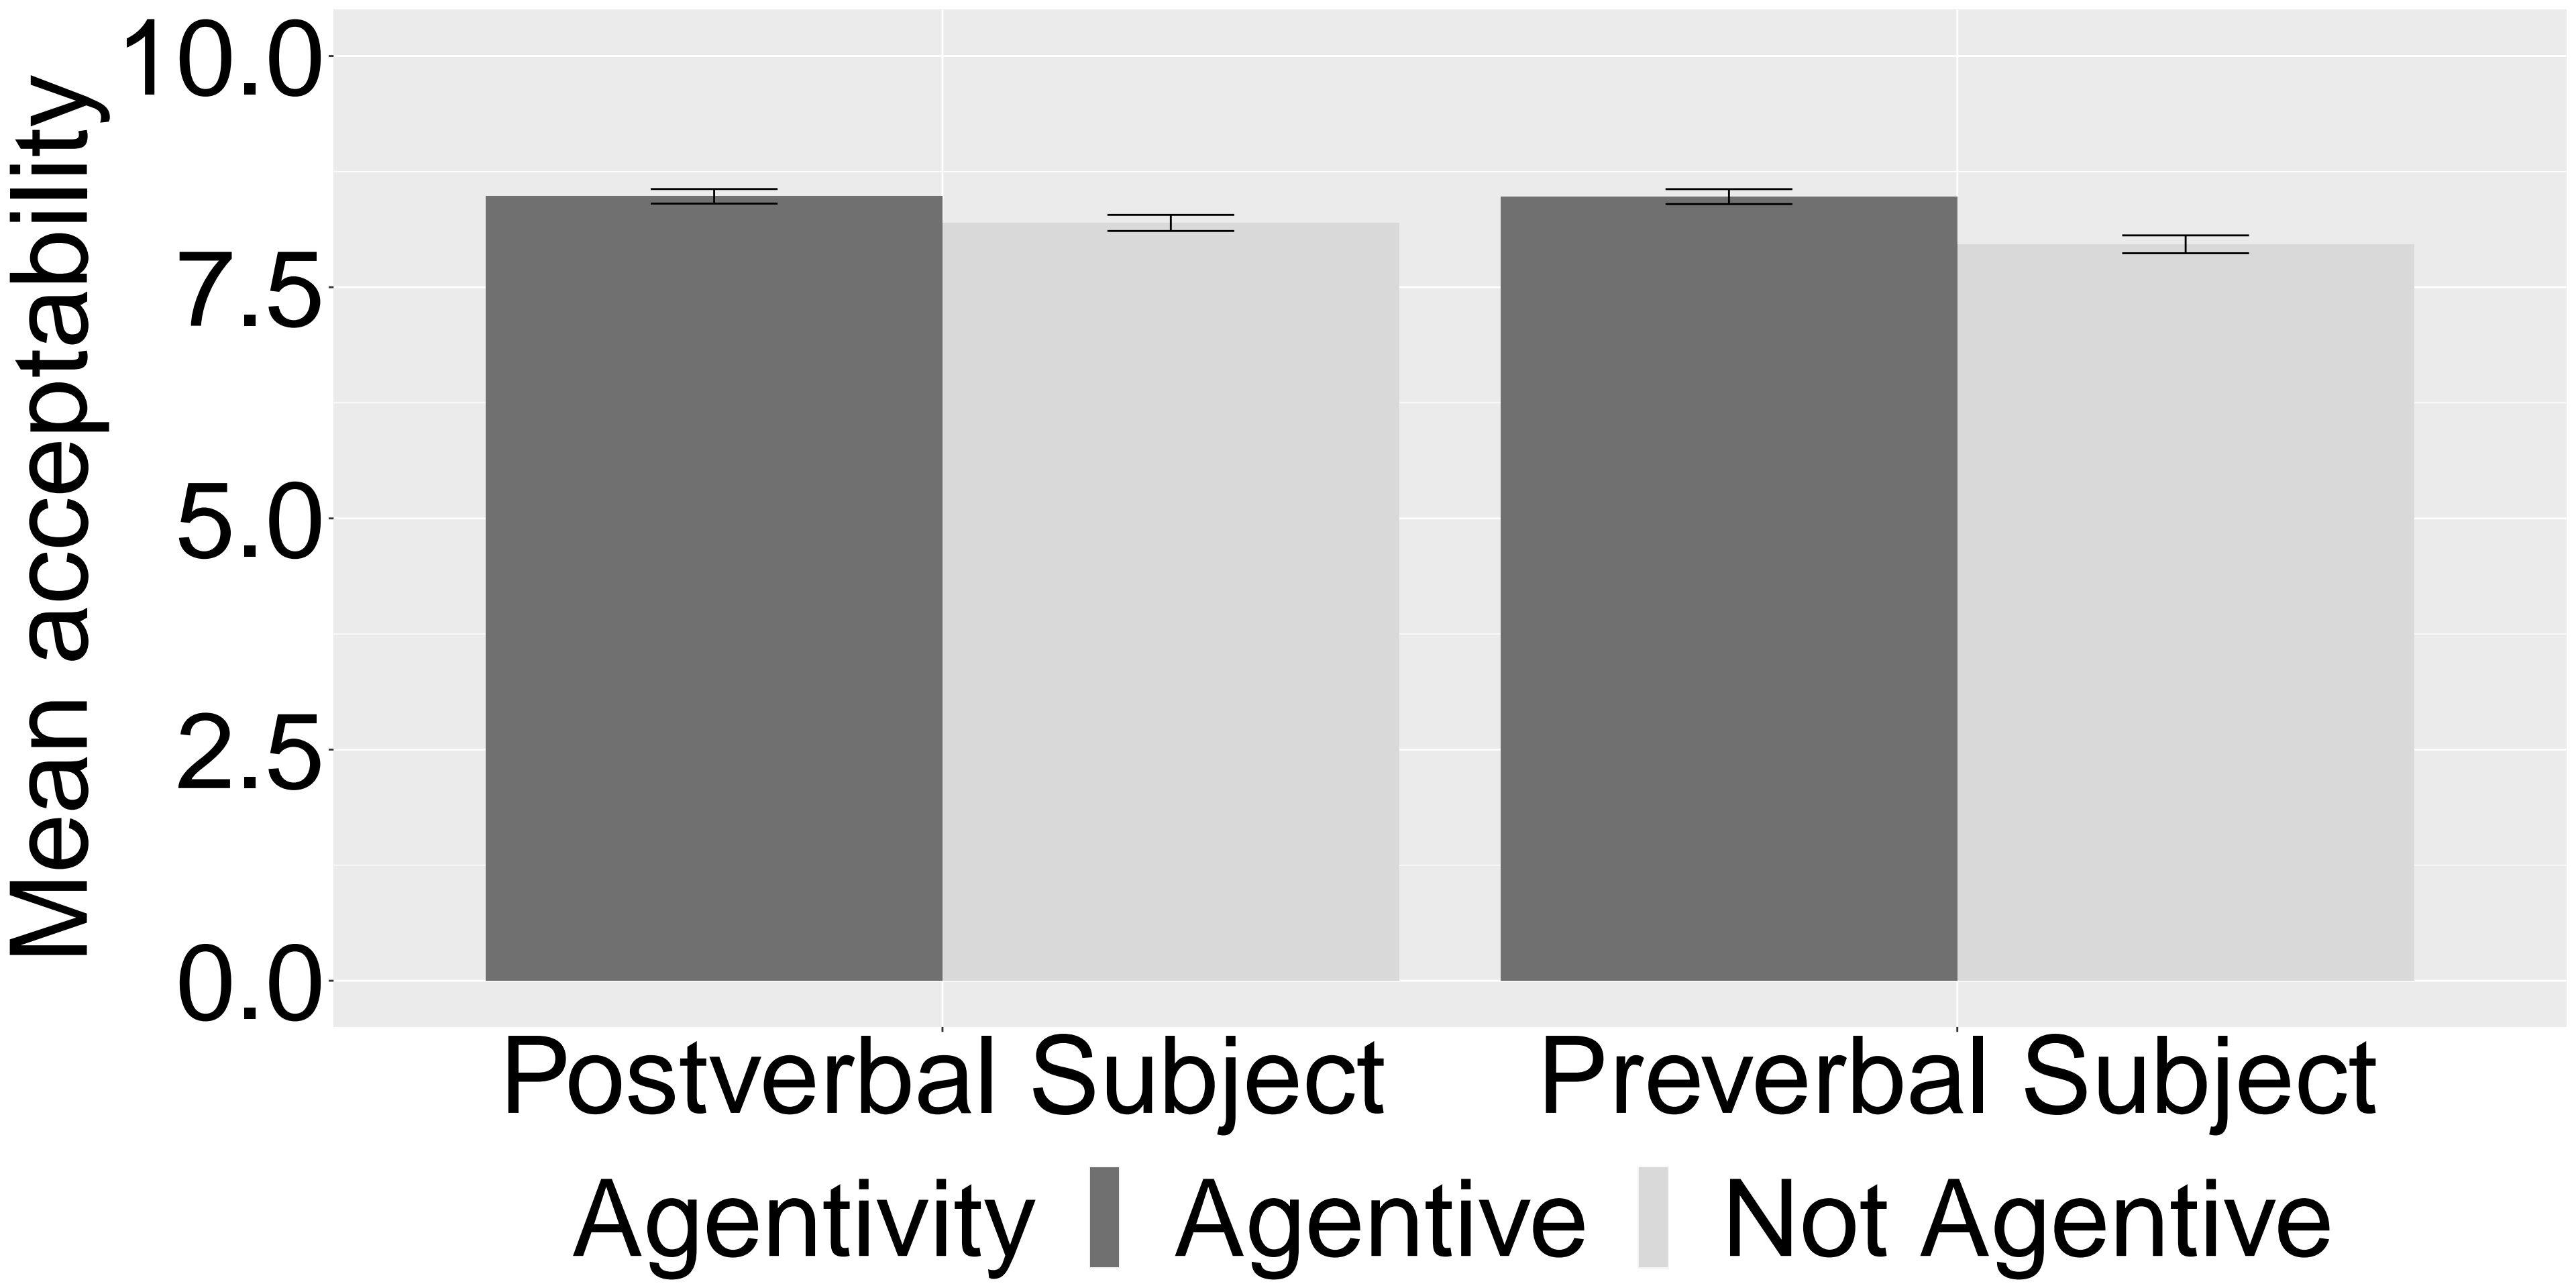 Mean acceptability
10.0
7.5
5.0
2.5
0.0
Postverbal Subject
Preverbal Subject
Agentivity
Agentive
Not Agentive